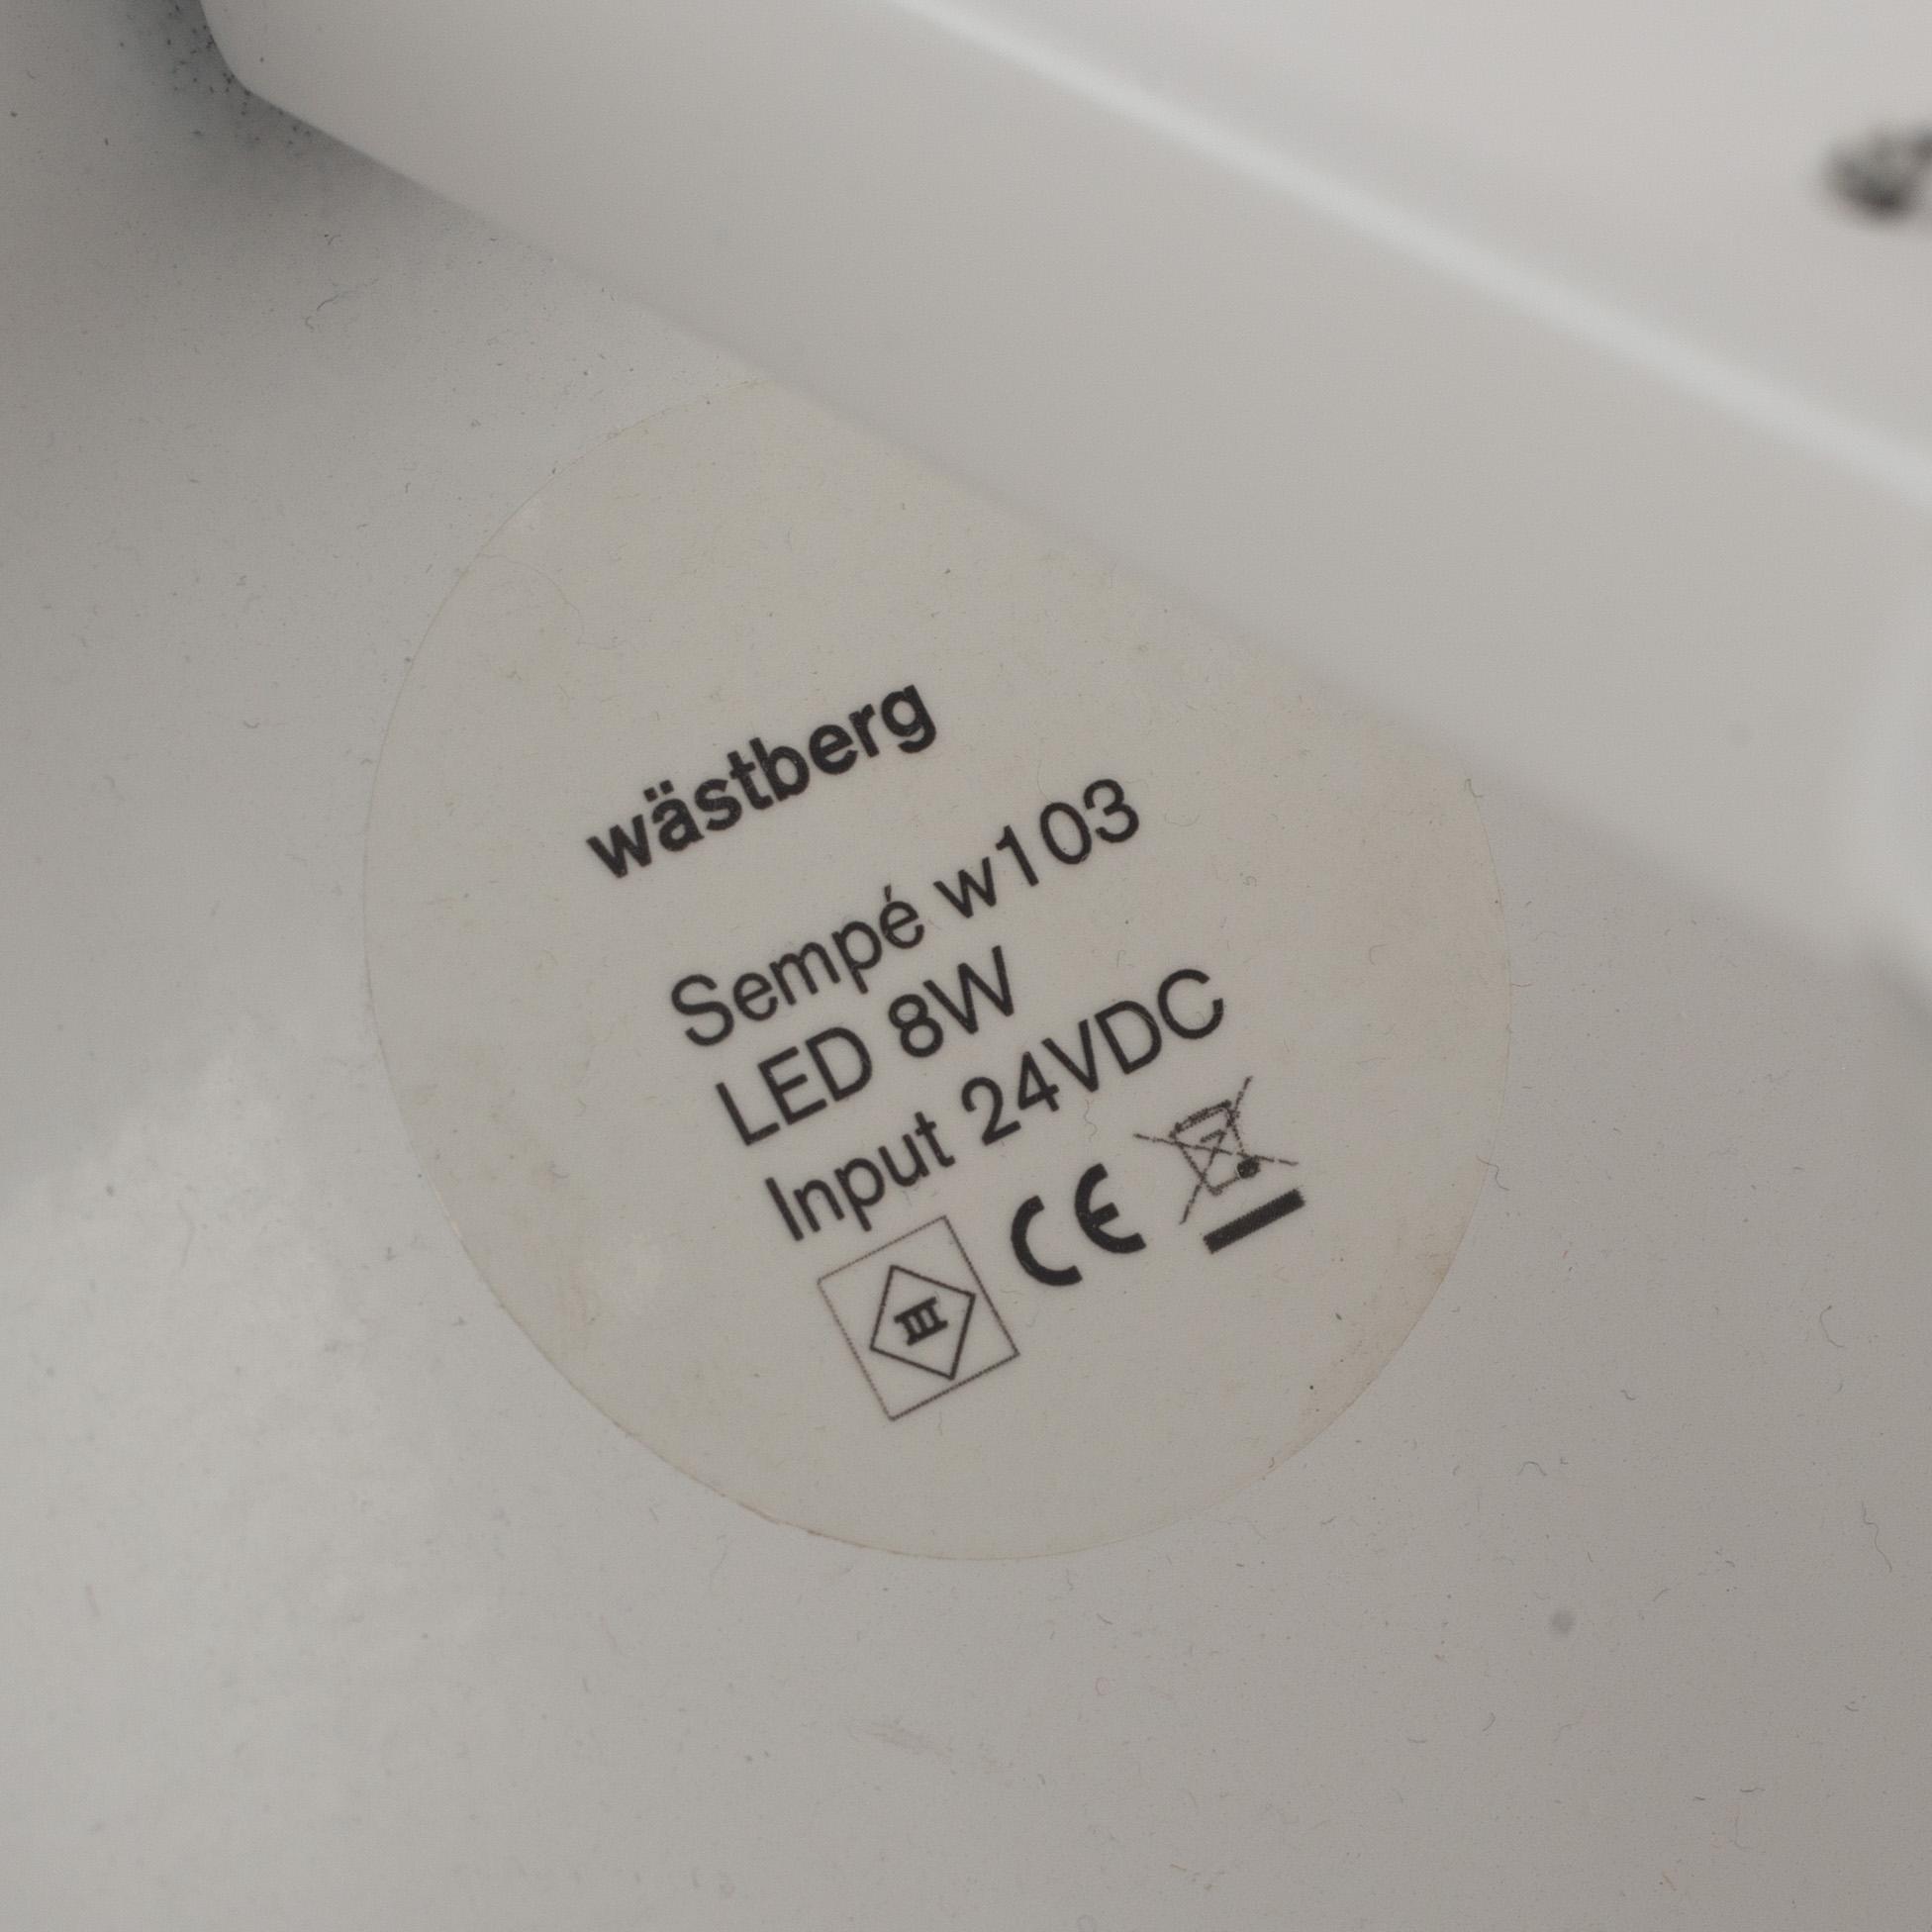 wästberg
Sempé w103
LED 8W
Input 24VDC
III CE